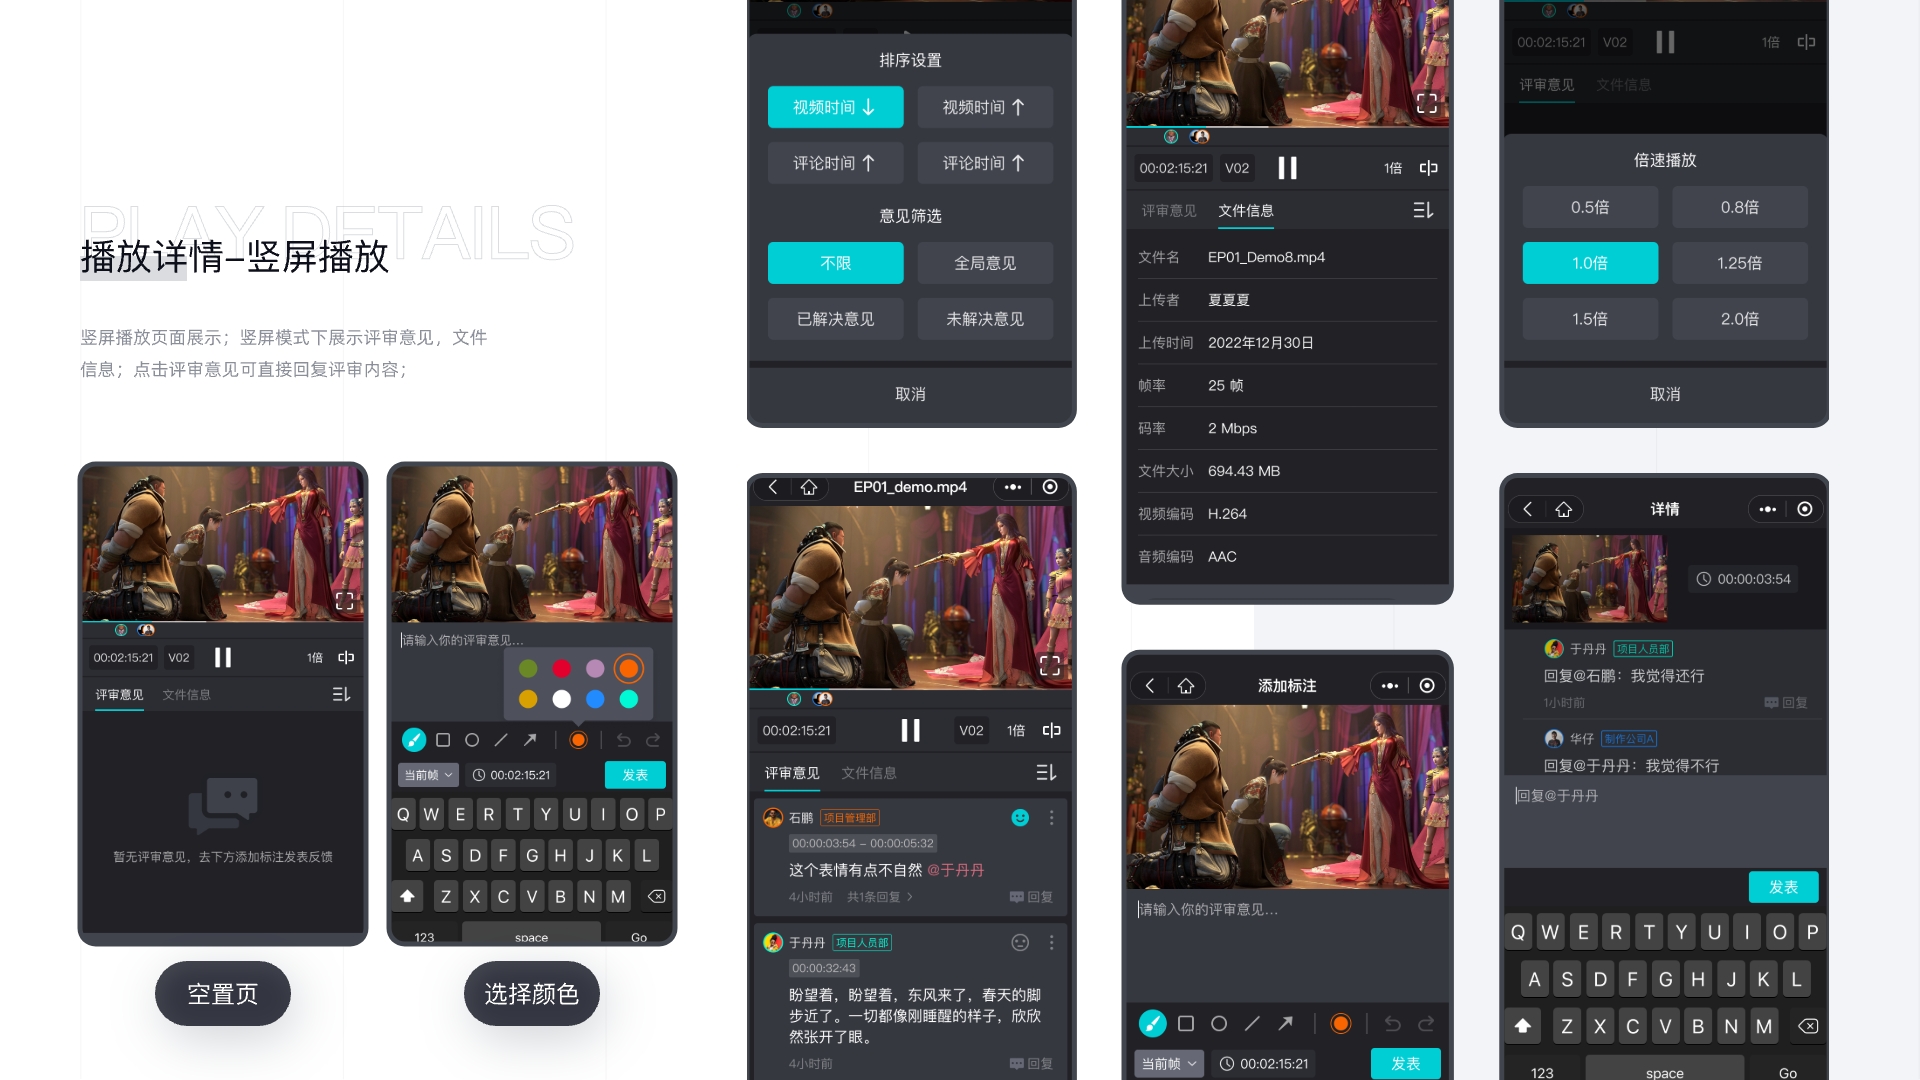 PLAY DETAILS
播放详情–竖屏播放
竖屏播放页面展示；竖屏模式下展示评审意见，文件
信息；点击评审意见可直接回复评审内容；
00:02:15:21 V02 1倍
评审意见 文件信息
暂无评审意见，去下方添加标注发表反馈
空置页
请输入你的评审意见...
当前帧 00:02:15:21 发表
Q W E R T Y U I O P
A S D F G H J K L
Z X C V B N M
123 space Go
选择颜色
排序设置
视频时间 ↓ 视频时间 ↑
评论时间 ↑ 评论时间 ↑
意见筛选
不限 全局意见
已解决意见 未解决意见
取消
EP01_demo.mp4
00:02:15:21 V02 1倍
评审意见 文件信息
石鹏 项目管理部
00:00:03:54 – 00:00:05:32
这个表情有点不自然 @于丹丹
4小时前 共1条回复 > 回复
于丹丹 项目人员部
00:00:32:43
盼望着，盼望着，东风来了，春天的脚
步近了。一切都像刚睡醒的样子，欣欣
然张开了眼。
4小时前 回复
00:02:15:21 V02 1倍
评审意见 文件信息
文件名 EP01_Demo8.mp4
上传者 夏夏夏
上传时间 2022年12月30日
帧率 25 帧
码率 2 Mbps
文件大小 694.43 MB
视频编码 H.264
音频编码 AAC
添加标注
请输入你的评审意见...
当前帧 00:02:15:21 发表
00:02:15:21 V02 1倍
评审意见 文件信息
倍速播放
0.5倍 0.8倍
1.0倍 1.25倍
1.5倍 2.0倍
取消
详情
00:00:03:54
于丹丹 项目人员部
回复@石鹏：我觉得还行
1小时前 回复
华仔 制作公司A
回复@于丹丹：我觉得不行
回复@于丹丹
发表
Q W E R T Y U I O P
A S D F G H J K L
Z X C V B N M
123 space Go